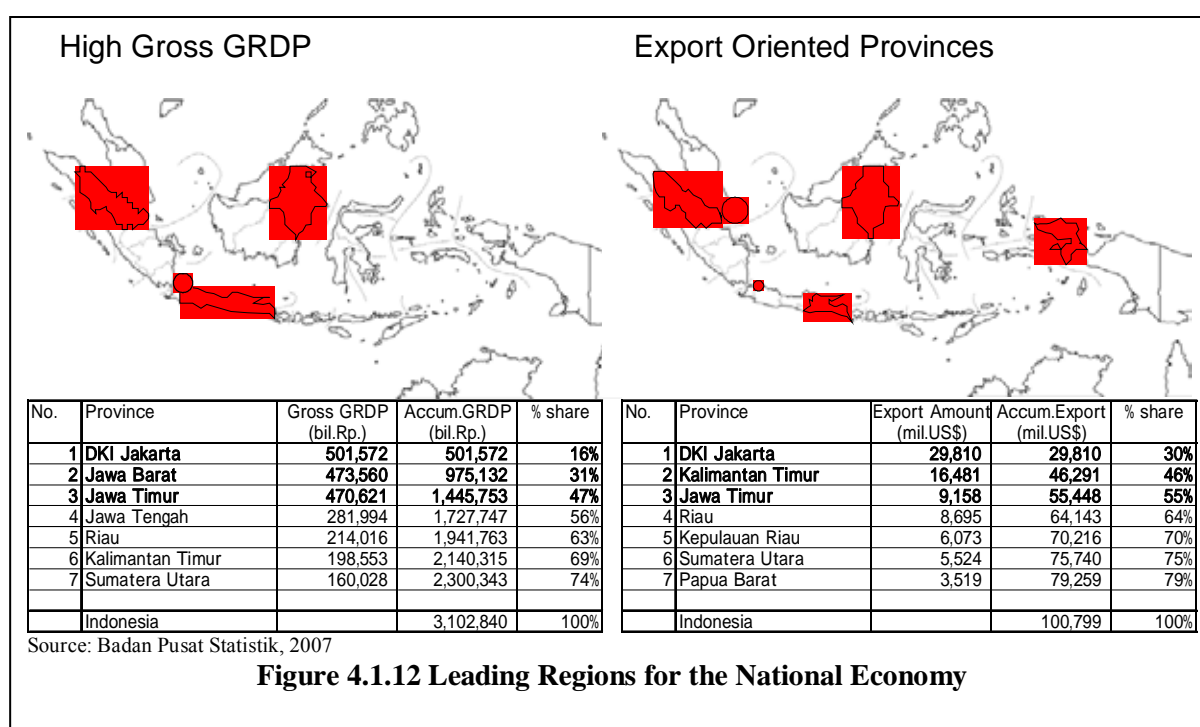 High Gross GRDP
Export Oriented Provinces
No. Province Gross GRDP (bil.Rp.) Accum.GRDP (bil.Rp.) % share
1 DKI Jakarta 501,572 501,572 16%
2 Jawa Barat 473,560 975,132 31%
3 Jawa Timur 470,621 1,445,753 47%
4 Jawa Tengah 281,994 1,727,747 56%
5 Riau 214,016 1,941,763 63%
6 Kalimantan Timur 198,553 2,140,315 69%
7 Sumatera Utara 160,028 2,300,343 74%
Indonesia 3,102,840 100%
No. Province Export Amount (mil.US$) Accum.Export (mil.US$) % share
1 DKI Jakarta 29,810 29,810 30%
2 Kalimantan Timur 16,481 46,291 46%
3 Jawa Timur 9,158 55,448 55%
4 Riau 8,695 64,143 64%
5 Kepulauan Riau 6,073 70,216 70%
6 Sumatera Utara 5,524 75,740 75%
7 Papua Barat 3,519 79,259 79%
Indonesia 100,799 100%
Source: Badan Pusat Statistik, 2007
Figure 4.1.12 Leading Regions for the National Economy